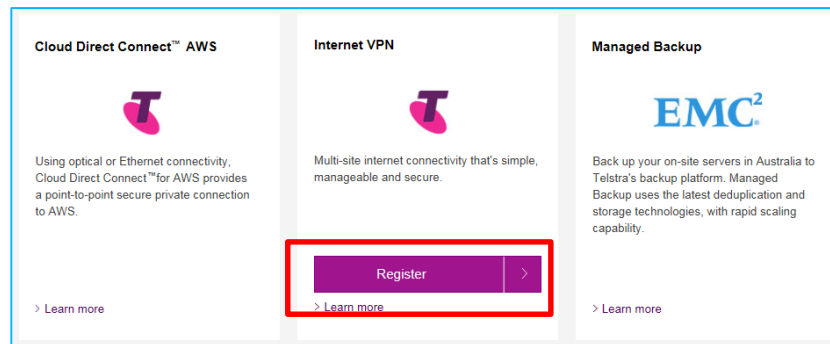 Cloud Direct Connect™ AWS
Using optical or Ethernet connectivity,
Cloud Direct Connect™for AWS provides
a point-to-point secure private connection
to AWS.
> Learn more
Internet VPN
Multi-site internet connectivity that's simple,
manageable and secure.
Register >
> Learn more
Managed Backup
EMC²
Back up your on-site servers in Australia to
Telstra's backup platform. Managed
Backup uses the latest deduplication and
storage technologies, with rapid scaling
capability.
> Learn more